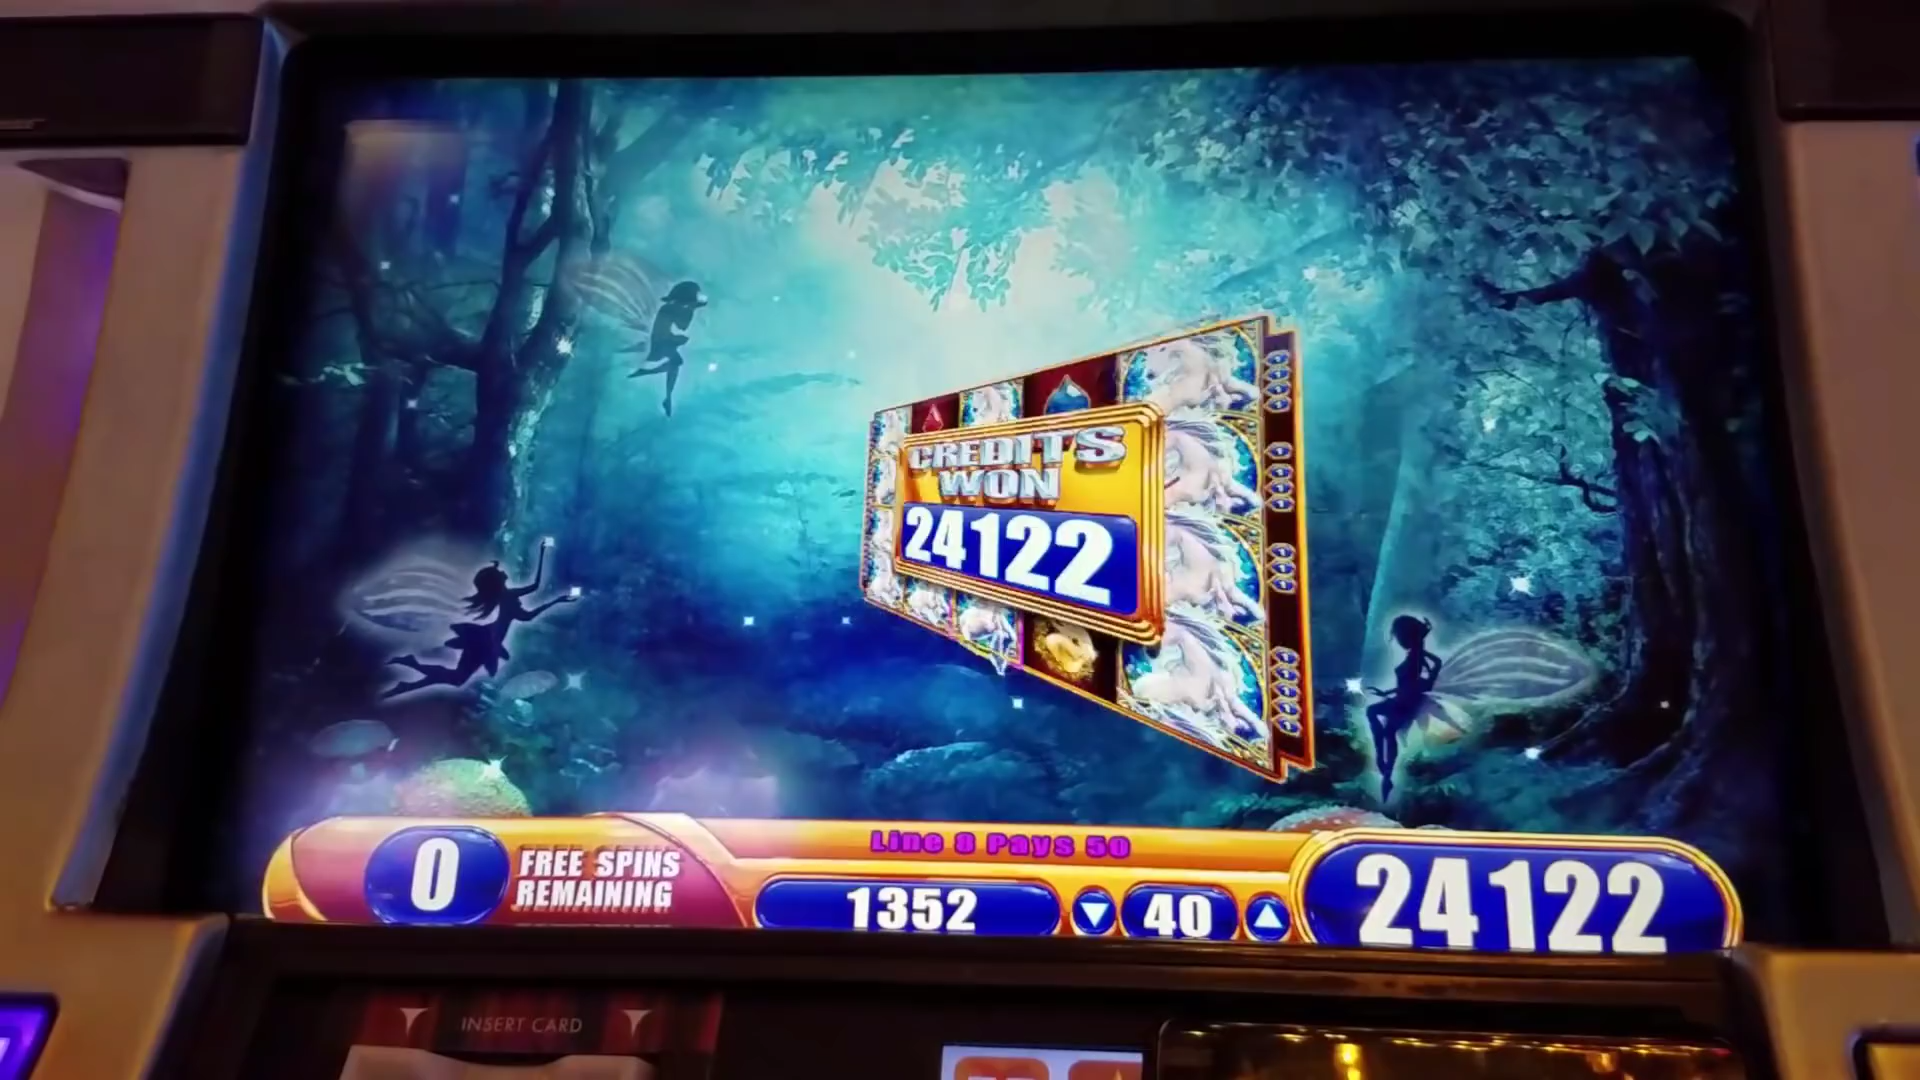 CREDITS
WON
24122
Line 8 Pays 50
0
FREE SPINS
REMAINING
1352
40
24122
INSERT CARD